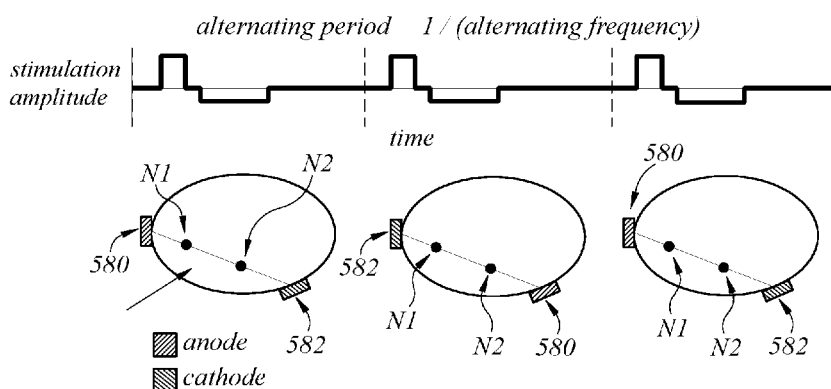 alternating period 1 / (alternating frequency)
stimulation
amplitude
time
N1
N2
580
582
582
N1
N2
580
580
N1
N2
582
anode
cathode